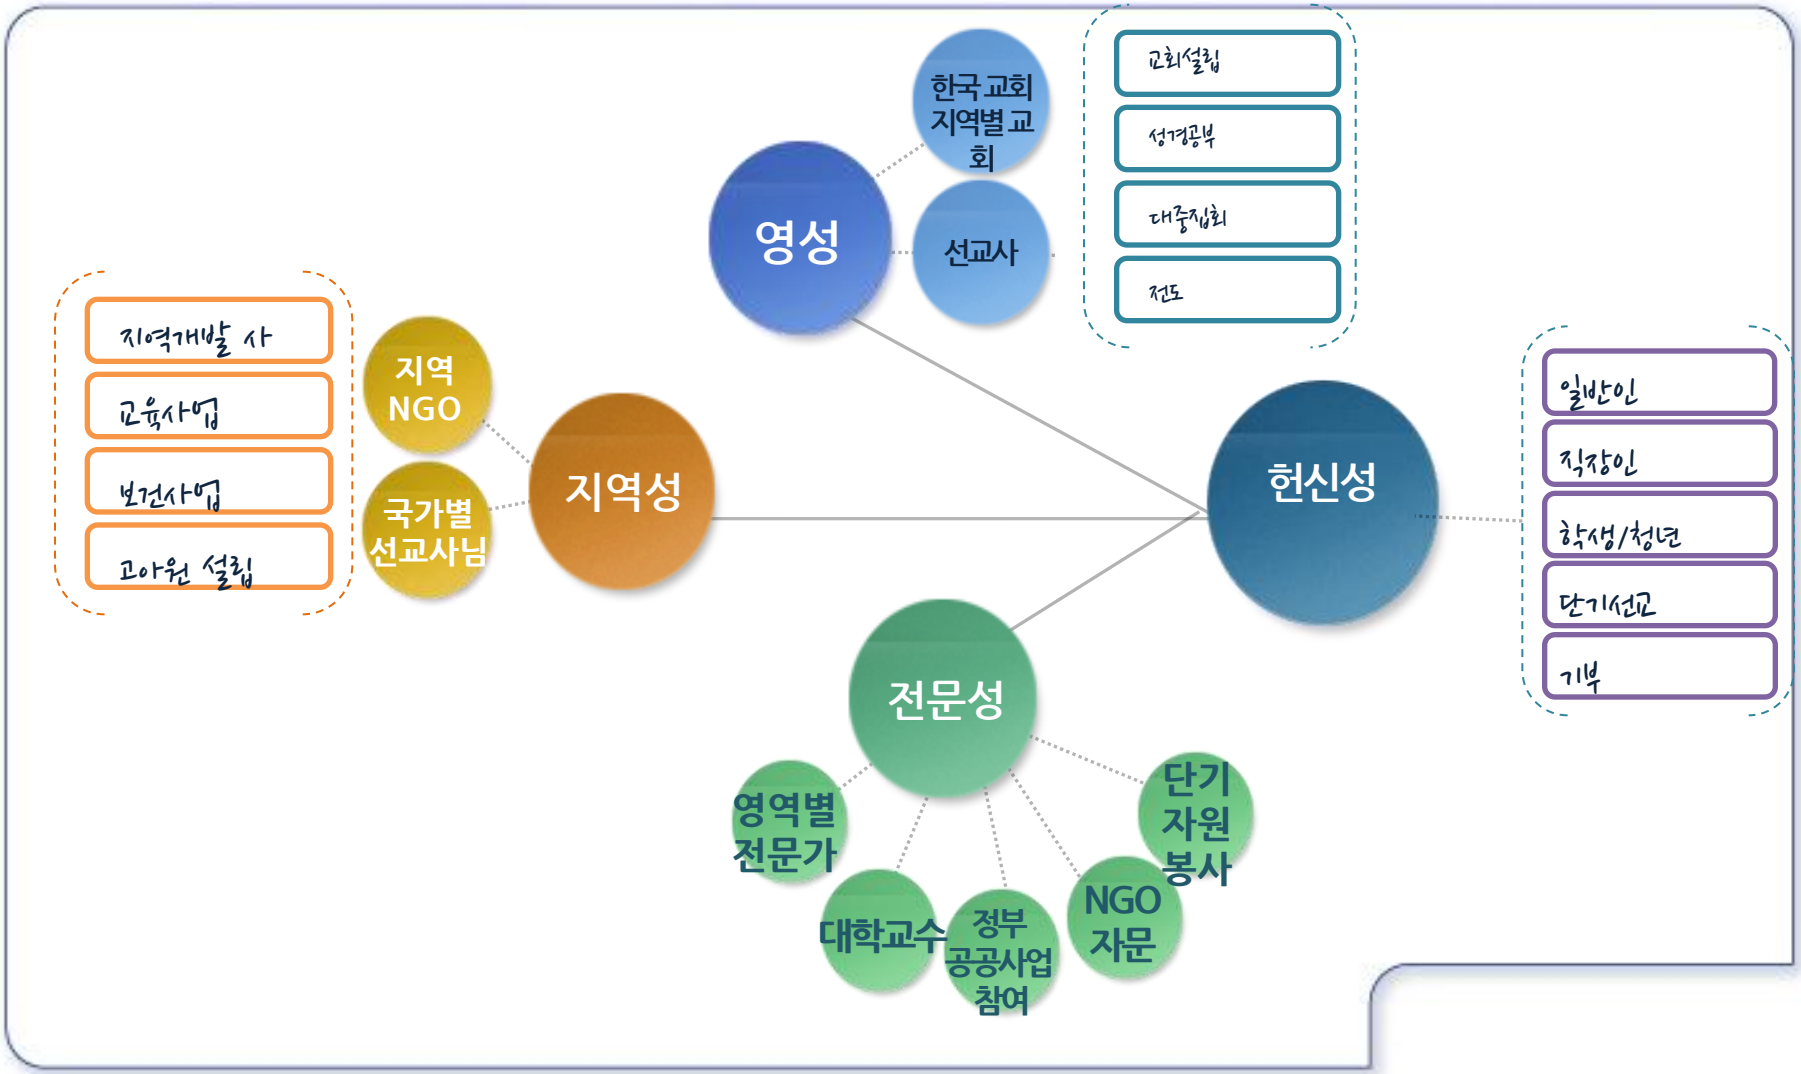 한국 교회
지역별 교
회
선교사
영성
교회설립
성경공부
대중집회
전도
지역개발 사
교육사업
보건사업
고아원 설립
지역
NGO
국가별
선교사님
지역성
헌신성
일반인
직장인
학생/청년
단기선교
기부
전문성
영역별
전문가
대학교수
정부
공공사업
참여
NGO
자문
단기
자원
봉사